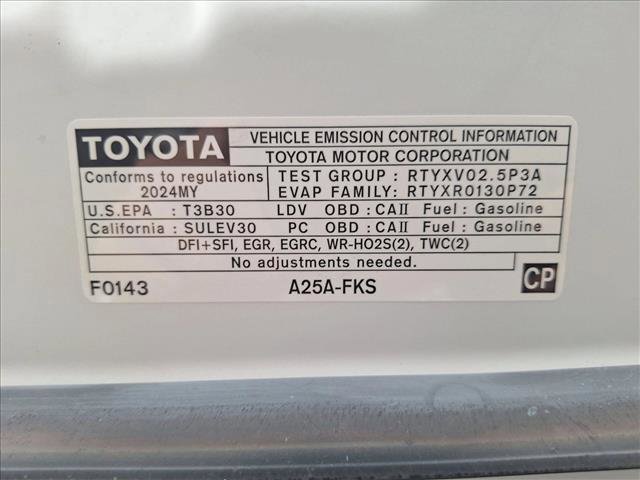 TOYOTA
VEHICLE EMISSION CONTROL INFORMATION
TOYOTA MOTOR CORPORATION
Conforms to regulations
2024MY
TEST GROUP : RTYXV02.5P3A
EVAP FAMILY: RTYXR0130P72
U.S.EPA : T3B30 LDV OBD : CAII Fuel : Gasoline
California : SULEV30 PC OBD : CAII Fuel : Gasoline
DFI+SFI, EGR, EGRC, WR-HO2S(2), TWC(2)
No adjustments needed.
F0143 A25A-FKS CP